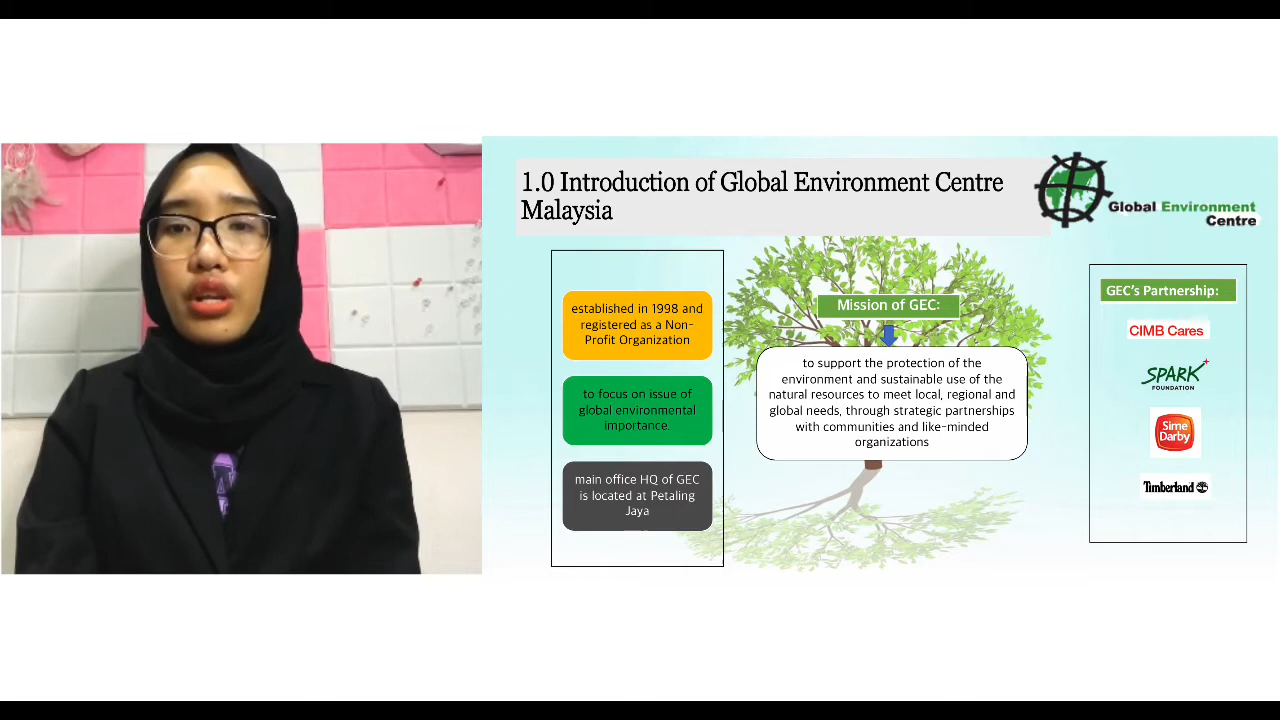 1.0 Introduction of Global Environment Centre
Malaysia
Global Environment
Centre
established in 1998 and
registered as a Non-
Profit Organization
to focus on issue of
global environmental
importance.
main office HQ of GEC
is located at Petaling
Jaya
Mission of GEC:
to support the protection of the
environment and sustainable use of the
natural resources to meet local, regional and
global needs, through strategic partnerships
with communities and like-minded
organizations
GEC's Partnership:
CIMB Cares
SPARK
FOUNDATION
Sime
Darby
Timberland